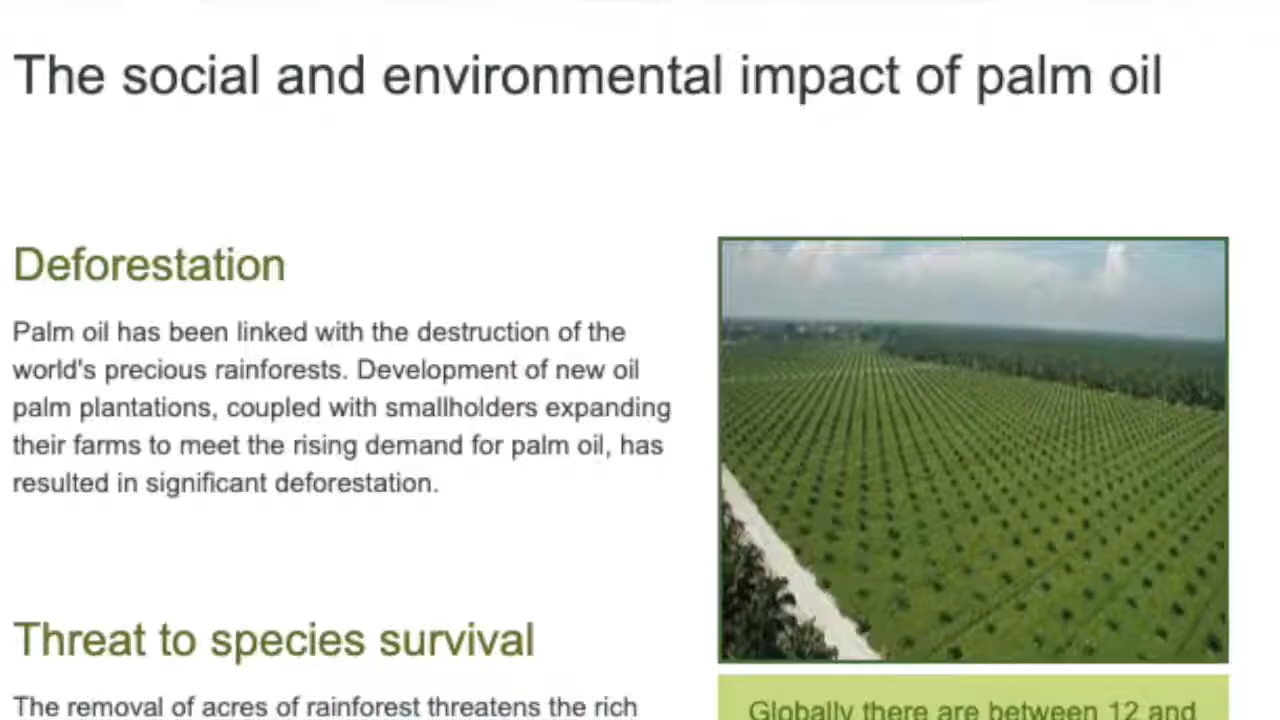 The social and environmental impact of palm oil
Deforestation
Palm oil has been linked with the destruction of the
world's precious rainforests. Development of new oil
palm plantations, coupled with smallholders expanding
their farms to meet the rising demand for palm oil, has
resulted in significant deforestation.
Threat to species survival
The removal of acres of rainforest threatens the rich
Globally there are between 12 and